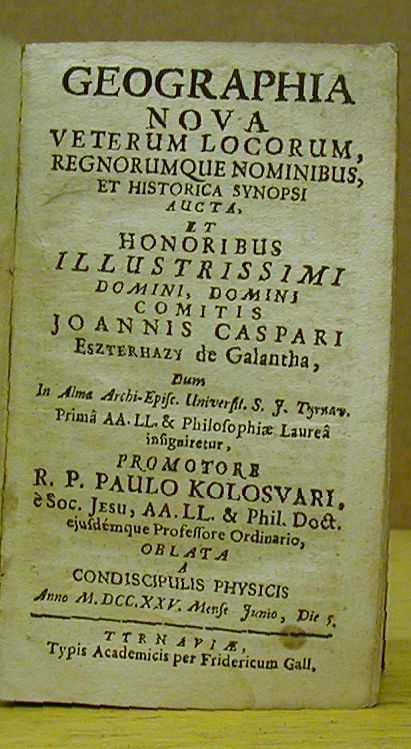 GEOGRAPHIA
NOVA
VETERUM LOCORUM,
REGNORUMQUE NOMINIBUS,
ET HISTORICA SYNOPSI
AUCTA,
ET
HONORIBUS
ILLUSTRISSIMI
DOMINI, DOMINI
COMITIS
JOANNIS CASPARI
ESZTERHAZY de Galantha,
Dum
In Alma Archi-Episc. Universit. S. J. Tyrnav.
Primâ AA. LL. & Philosophiæ Laureâ
insigniretur,
PROMOTORE
R. P. PAULO KOLOSVARI,
è Soc. JESU, AA. LL. & Phil. Doct.
ejusdémque Professore Ordinario,
OBLATA
A
CONDISCIPULIS PHYSICIS
Anno M. DCC. XXV. Mense Junio, Die 5.
TYRNAVIÆ,
Typis Academicis per Fridericum Gall.